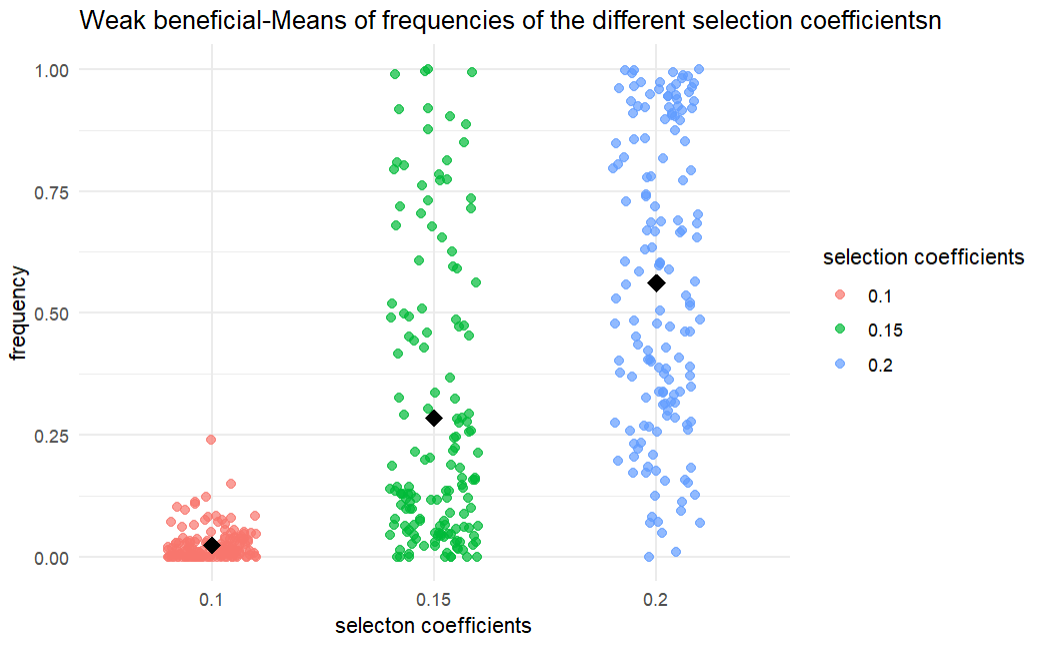 Weak beneficial-Means of frequencies of the different selection coefficientsn
1.00
0.75
0.50
0.25
0.00
frequency
0.1 0.15 0.2
selecton coefficients
selection coefficients
0.1
0.15
0.2